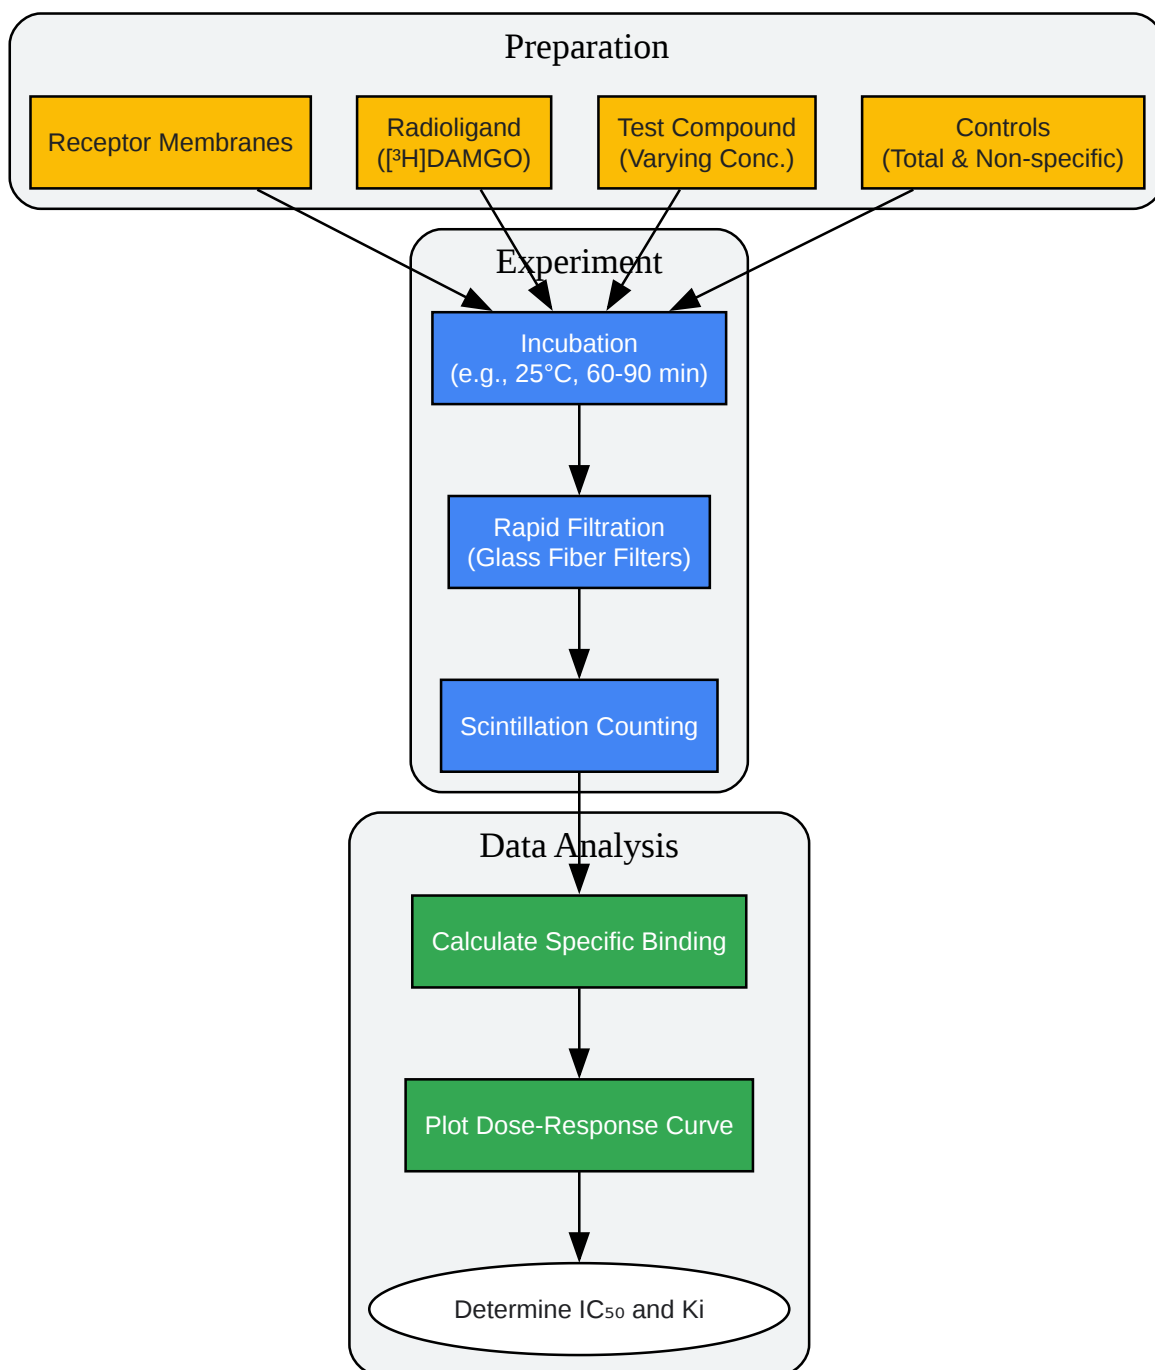 Preparation
Receptor Membranes
Radioligand
([³H]DAMGO)
Test Compound
(Varying Conc.)
Controls
(Total & Non-specific)
Experiment
Incubation
(e.g., 25°C, 60-90 min)
Rapid Filtration
(Glass Fiber Filters)
Scintillation Counting
Data Analysis
Calculate Specific Binding
Plot Dose-Response Curve
Determine IC₅₀ and Ki